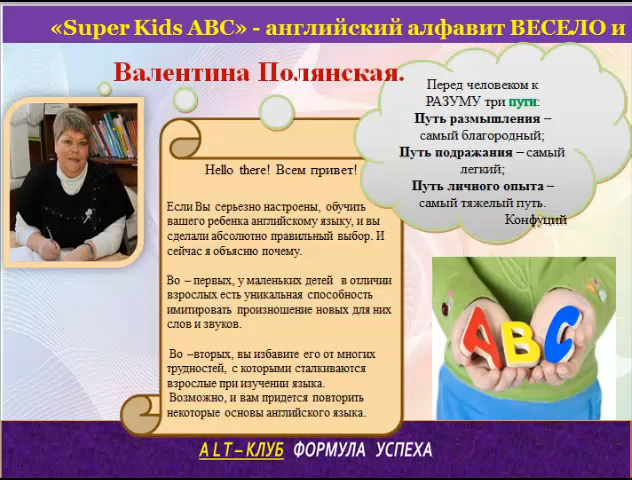 «Super Kids ABC» - английский алфавит ВЕСЕЛО и
Валентина Полянская.
Перед человеком к
РАЗУМУ три пути:
Путь размышления –
самый благородный;
Путь подражания – самый
легкий;
Путь личного опыта –
самый тяжелый путь.
Конфуций
Hello there! Всем привет!
Если Вы серьезно настроены, обучить
вашего ребенка английскому языку, и вы
сделали абсолютно правильный выбор. И
сейчас я объясню почему.
Во – первых, у маленьких детей в отличии
взрослых есть уникальная способность
имитировать произношение новых для них
слов и звуков.
Во –вторых, вы избавите его от многих
трудностей, с которыми сталкиваются
взрослые при изучении языка.
Возможно, и вам придется повторить
некоторые основы английского языка.
ABC
ALT – КЛУБ ФОРМУЛА УСПЕХА